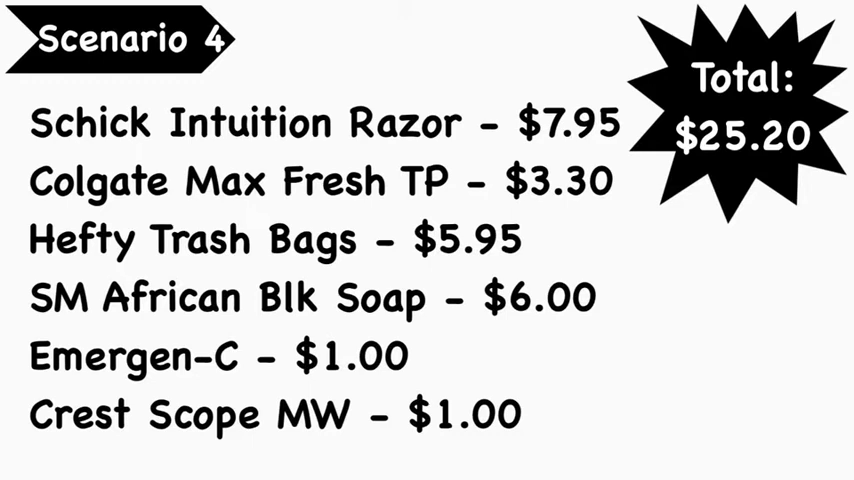 Scenario 4
Total:
$25.20
Schick Intuition Razor - $7.95
Colgate Max Fresh TP - $3.30
Hefty Trash Bags - $5.95
SM African Blk Soap - $6.00
Emergen-C - $1.00
Crest Scope MW - $1.00